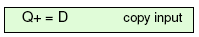 Q+ = D copy input